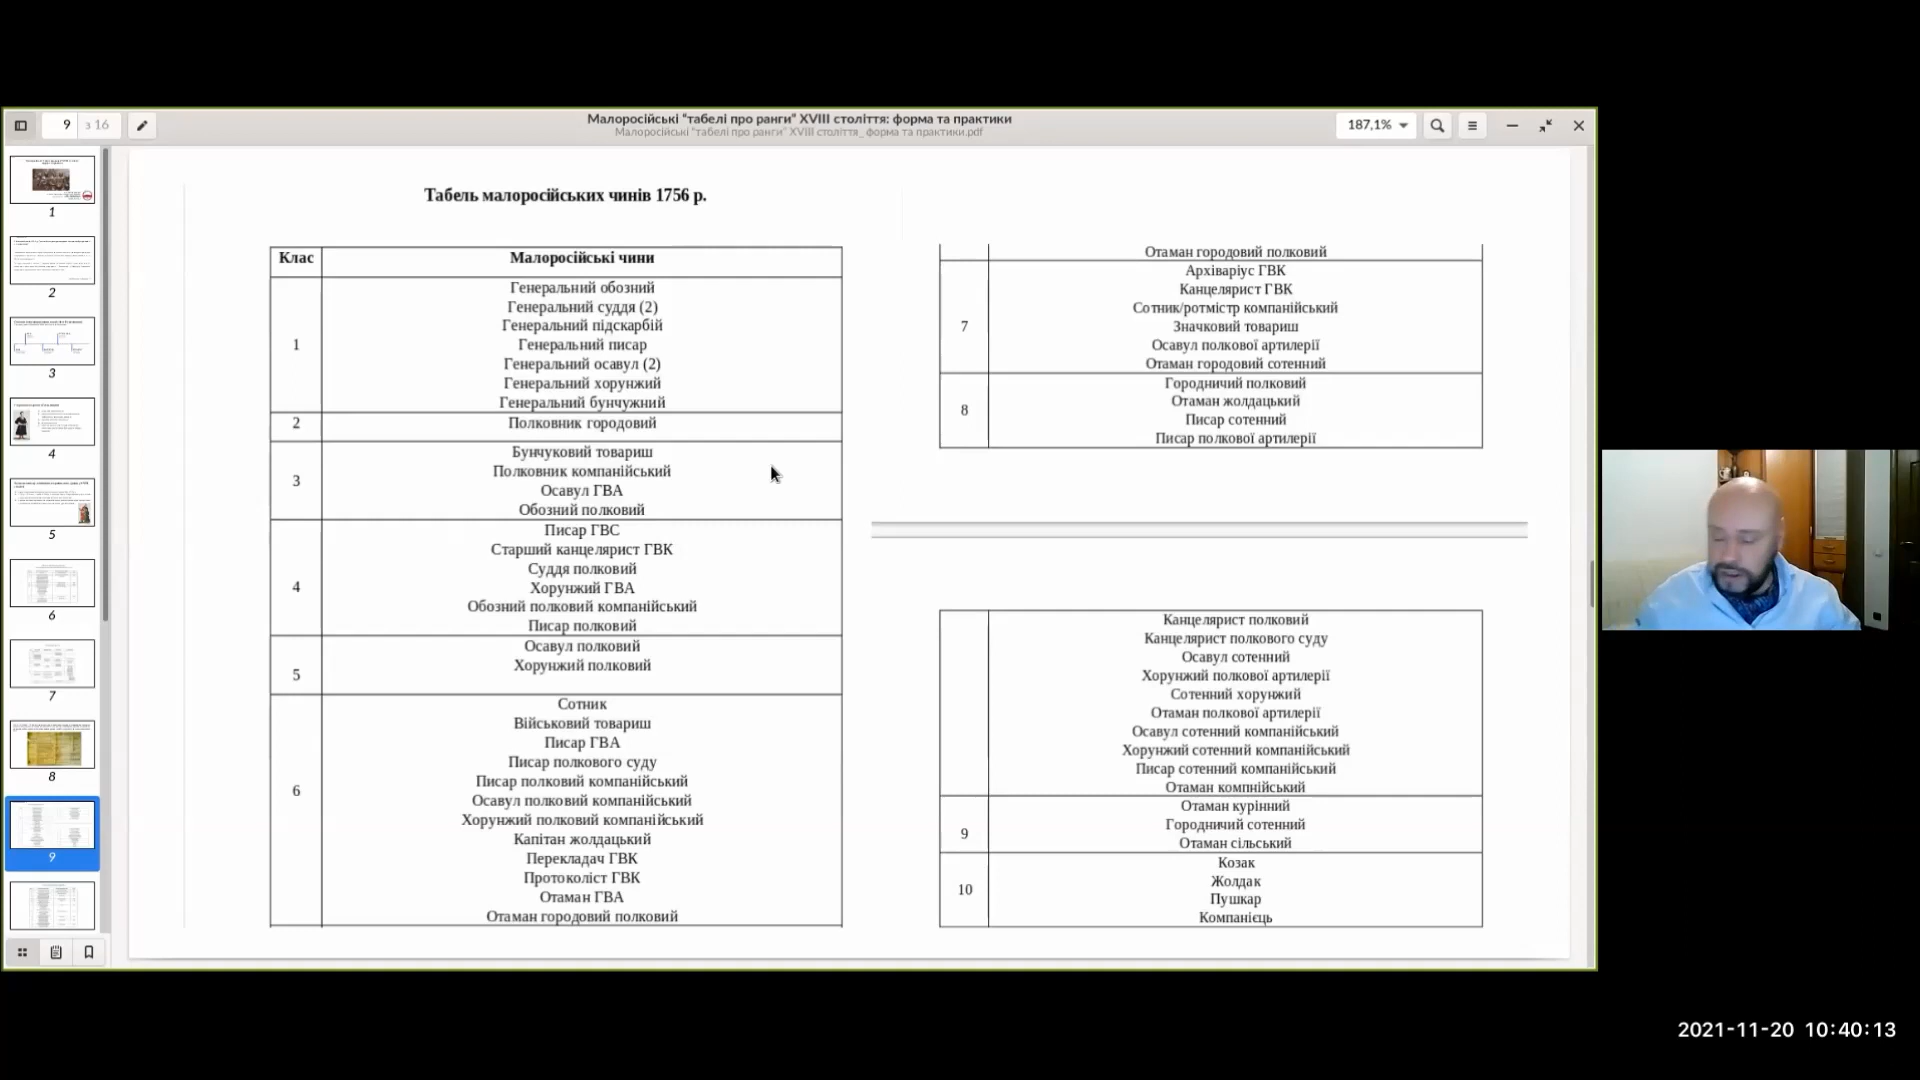 Малоросійські “табелі про ранги” XVIII століття: форма та практики
Малоросійські “табелі про ранги” XVIII століття_ форма та практики.pdf
9 з 16
187,1%
1
2
3
4
5
6
7
8
9
Табель малоросійських чинів 1756 р.
Клас Малоросійські чини
1
Генеральний обозний
Генеральний суддя (2)
Генеральний підскарбій
Генеральний писар
Генеральний осавул (2)
Генеральний хорунжий
Генеральний бунчужний
2 Полковник городовий
3
Бунчуковий товариш
Полковник компанійський
Осавул ГВА
Обозний полковий
4
Писар ГВС
Старший канцелярист ГВК
Суддя полковий
Хорунжий ГВА
Обозний полковий компанійський
Писар полковий
5
Осавул полковий
Хорунжий полковий
6
Сотник
Військовий товариш
Писар ГВА
Писар полкового суду
Писар полковий компанійський
Осавул полковий компанійський
Хорунжий полковий компанійський
Капітан жолдацький
Перекладач ГВК
Протоколіст ГВК
Отаман ГВА
Отаман городовий полковий
Отаман городовий полковий
7
Архіваріус ГВК
Канцелярист ГВК
Сотник/ротмістр компанійський
Значковий товариш
Осавул полкової артилерії
Отаман городовий сотенний
8
Городничий полковий
Отаман жолдацький
Писар сотенний
Писар полкової артилерії
Канцелярист полковий
Канцелярист полкового суду
Осавул сотенний
Хорунжий полкової артилерії
Сотенний хорунжий
Отаман полкової артилерії
Осавул сотенний компанійський
Хорунжий сотенний компанійський
Писар сотенний компанійський
Отаман компнійський
9
Отаман курінний
Городничий сотенний
Отаман сільський
10
Козак
Жолдак
Пушкар
Компанієць
2021-11-20 10:40:13